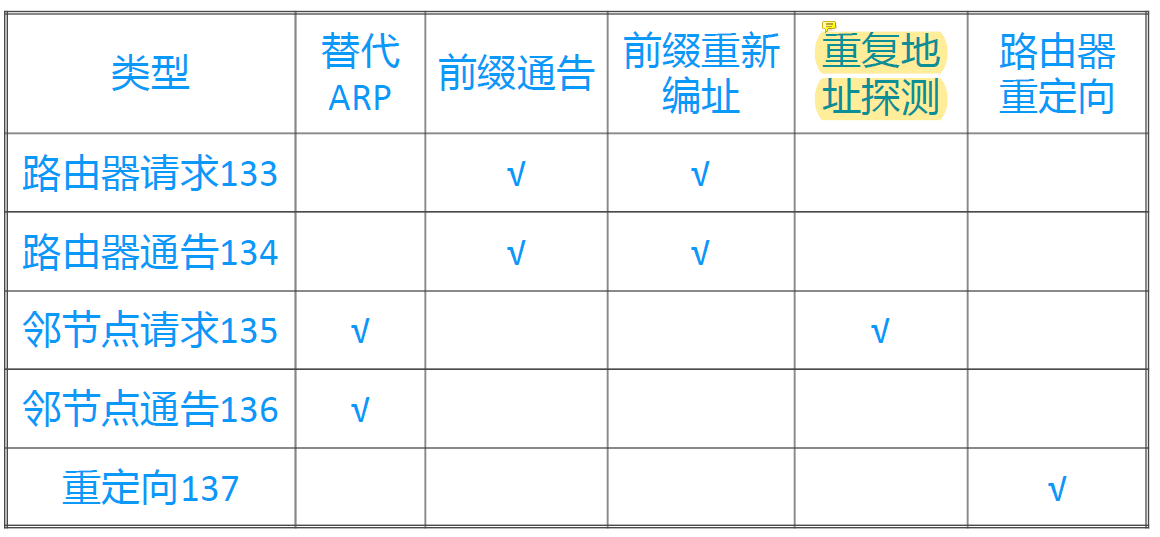 类型
替代
ARP
前缀通告
前缀重新
编址
重复地
址探测
路由器
重定向
路由器请求133
√
√
路由器通告134
√
√
邻节点请求135
√
√
邻节点通告136
√
重定向137
√